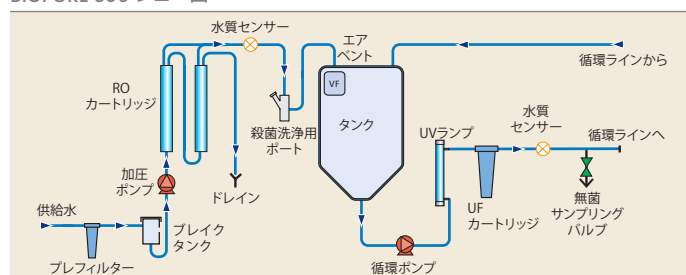 水質センサー
エア
ベント
循環ラインから
RO
カートリッジ
VF
タンク
殺菌洗浄用
ポート
UVランプ
水質
センサー
循環ラインへ
加圧
ポンプ
ドレイン
供給水
ブレイク
タンク
UF
カートリッジ
無菌
サンプリング
バルブ
プレフィルター
循環ポンプ